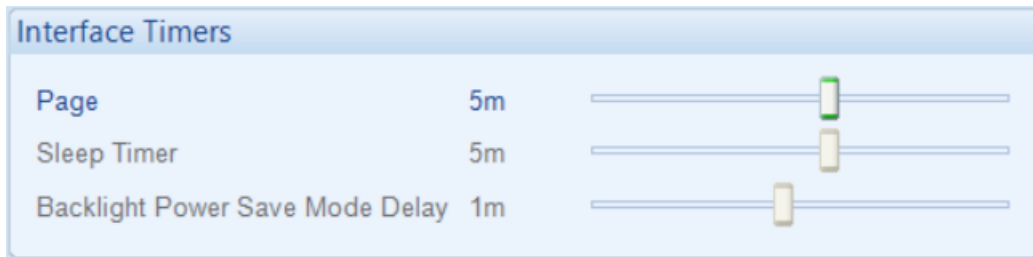 Interface Timers
Page 5m
Sleep Timer 5m
Backlight Power Save Mode Delay 1m